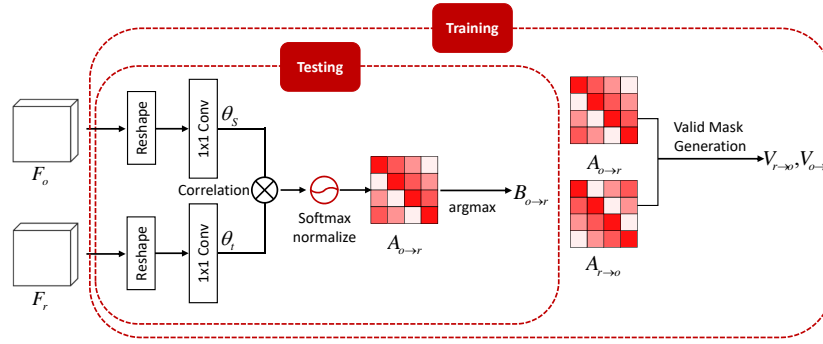 Training
Testing
F_o
Reshape
1x1 Conv
θ_S
Correlation
Softmax
normalize
A_{o→r}
argmax
B_{o→r}
F_r
Reshape
1x1 Conv
θ_t
A_{o→r}
A_{r→o}
Valid Mask
Generation
V_{r→o}, V_{o→